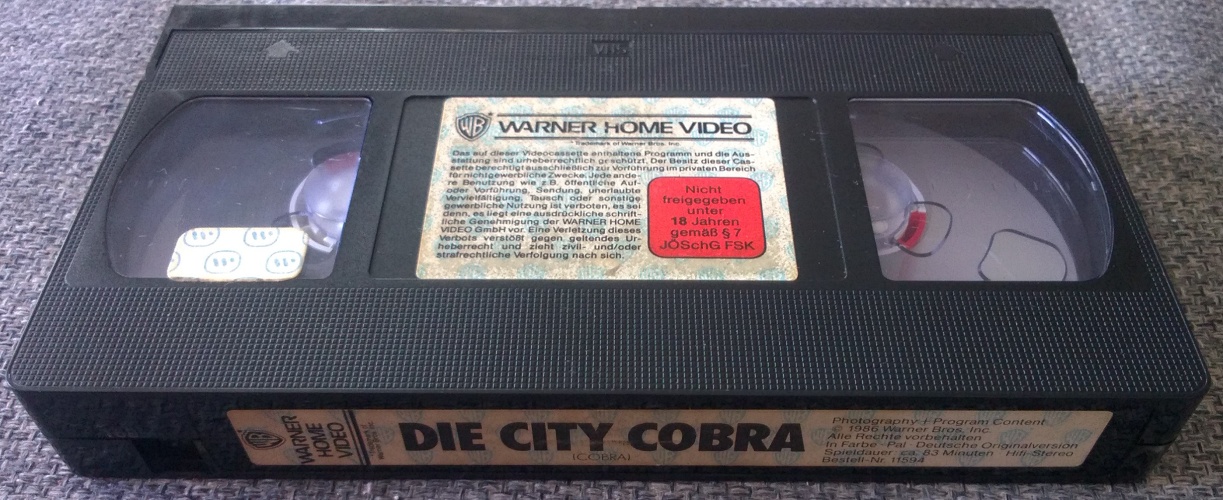 VHS
WB
WARNER HOME VIDEO
Trademark of Warner Bros. Inc.
Das auf dieser Videocassette enthaltene Programm und die Aus-
stattung sind urheberrechtlich geschützt. Der Besitz dieser Cas-
sette berechtigt ausschließlich zur Vorführung im privaten Bereich
für nichtgewerbliche Zwecke. Jede ande-
re Benutzung wie z.B. öffentliche Auf-
oder Vorführung, Sendung, unerlaubte
Vervielfältigung, Tausch oder sonstige
gewerbliche Nutzung ist verboten, es sei
denn, es liegt eine ausdrückliche schrift-
liche Genehmigung der WARNER HOME
VIDEO GmbH vor. Eine Verletzung dieses
Verbots verstößt gegen geltendes Ur-
heberrecht und zieht zivil- und/oder
strafrechtliche Verfolgung nach sich.
Nicht
freigegeben
unter
18 Jahren
gemäß § 7
JÖSchG FSK
WB
WARNER
HOME
VIDEO
DIE CITY COBRA
(COBRA)
Photography + Program Content
© 1986 Warner Bros. Inc.
Alle Rechte vorbehalten
In Farbe · Pal · Deutsche Originalversion
Spieldauer ca. 83 Minuten · Hifi-Stereo
Bestell-Nr. 11594